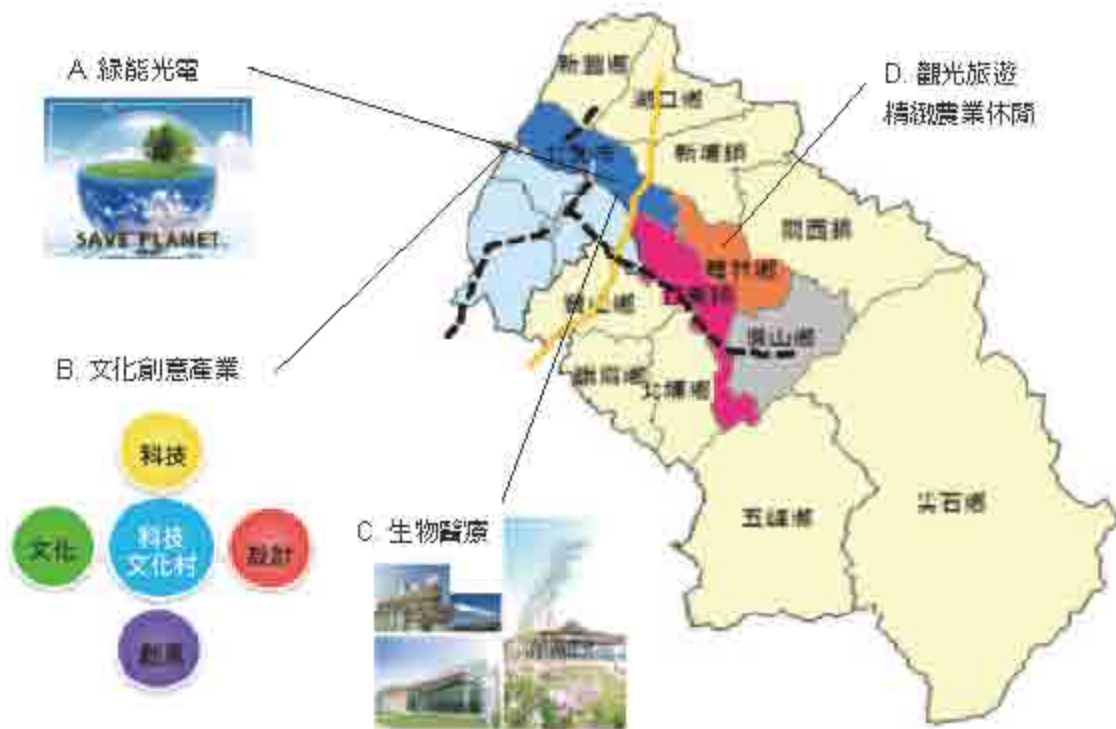 A. 綠能光電
SAVE PLANET.
B. 文化創意產業
科技
文化
科技
文化村
設計
C. 生物醫療
D. 觀光旅遊
精緻農業休閒
新豐鄉
湖口鄉
竹北市
新埔鎮
關西鎮
芎林鄉
竹東鎮
寶山鄉
橫山鄉
峨眉鄉
北埔鄉
五峰鄉
尖石鄉